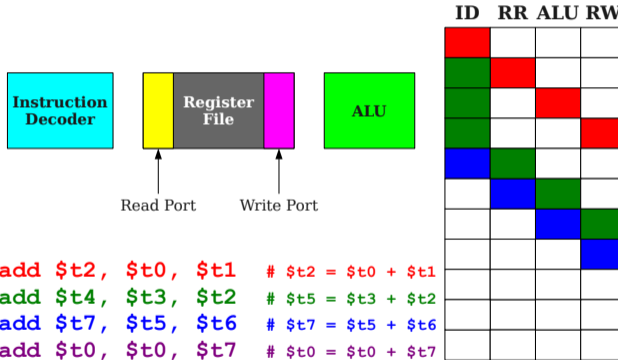 ID RR ALU RW
Instruction
Decoder
Register
File
ALU
Read Port
Write Port
add $t2, $t0, $t1 # $t2 = $t0 + $t1
add $t4, $t3, $t2 # $t5 = $t3 + $t2
add $t7, $t5, $t6 # $t7 = $t5 + $t6
add $t0, $t0, $t7 # $t0 = $t0 + $t7